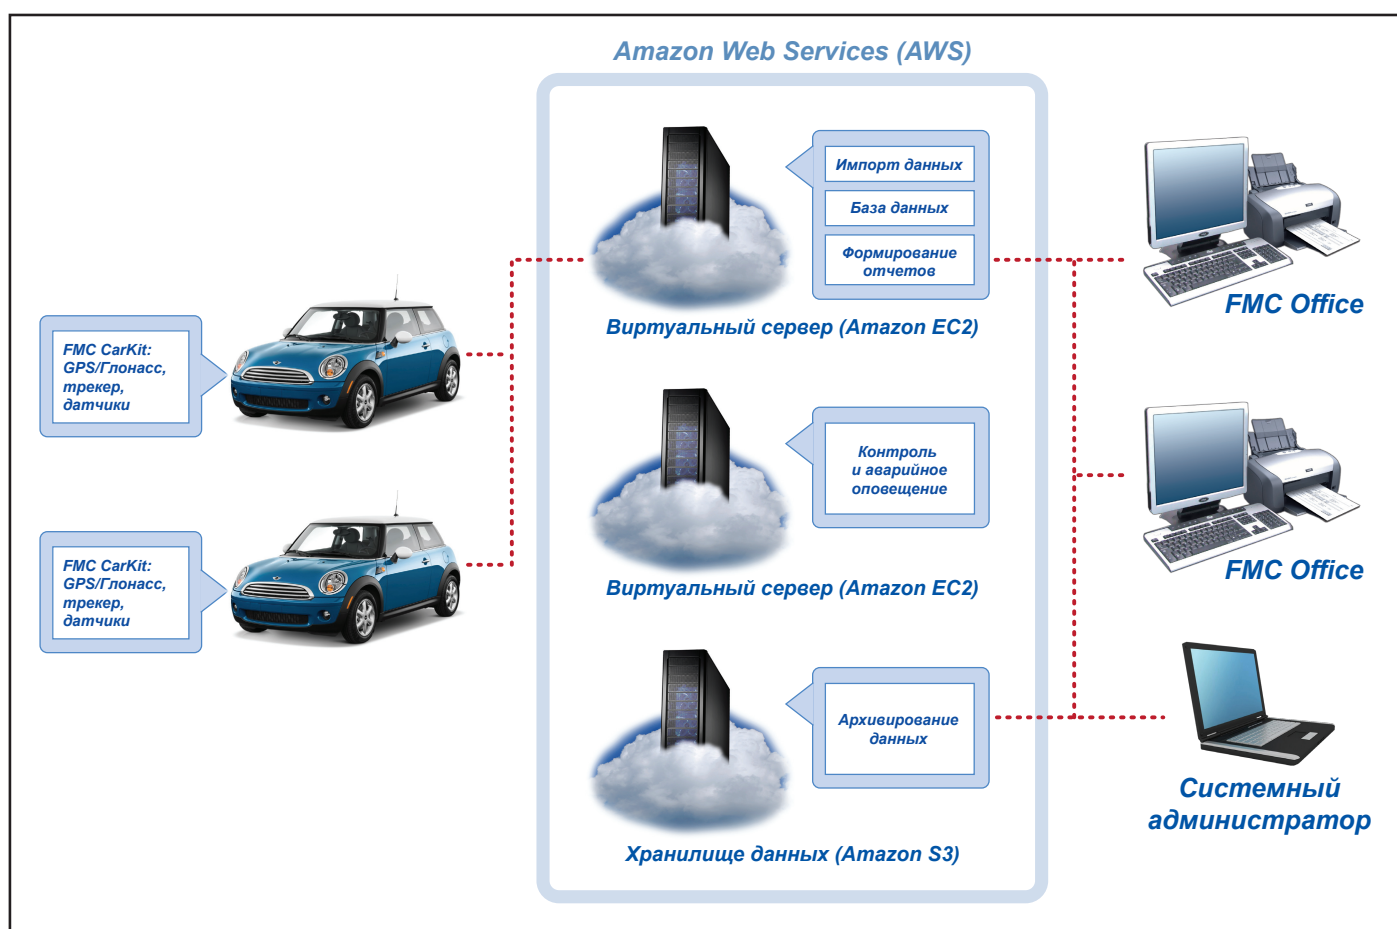 Amazon Web Services (AWS)
FMC CarKit:
GPS/Глонасс,
трекер,
датчики
FMC CarKit:
GPS/Глонасс,
трекер,
датчики
Импорт данных
База данных
Формирование
отчетов
Виртуальный сервер (Amazon EC2)
Контроль
и аварийное
оповещение
Виртуальный сервер (Amazon EC2)
Архивирование
данных
Хранилище данных (Amazon S3)
FMC Office
FMC Office
Системный
администратор